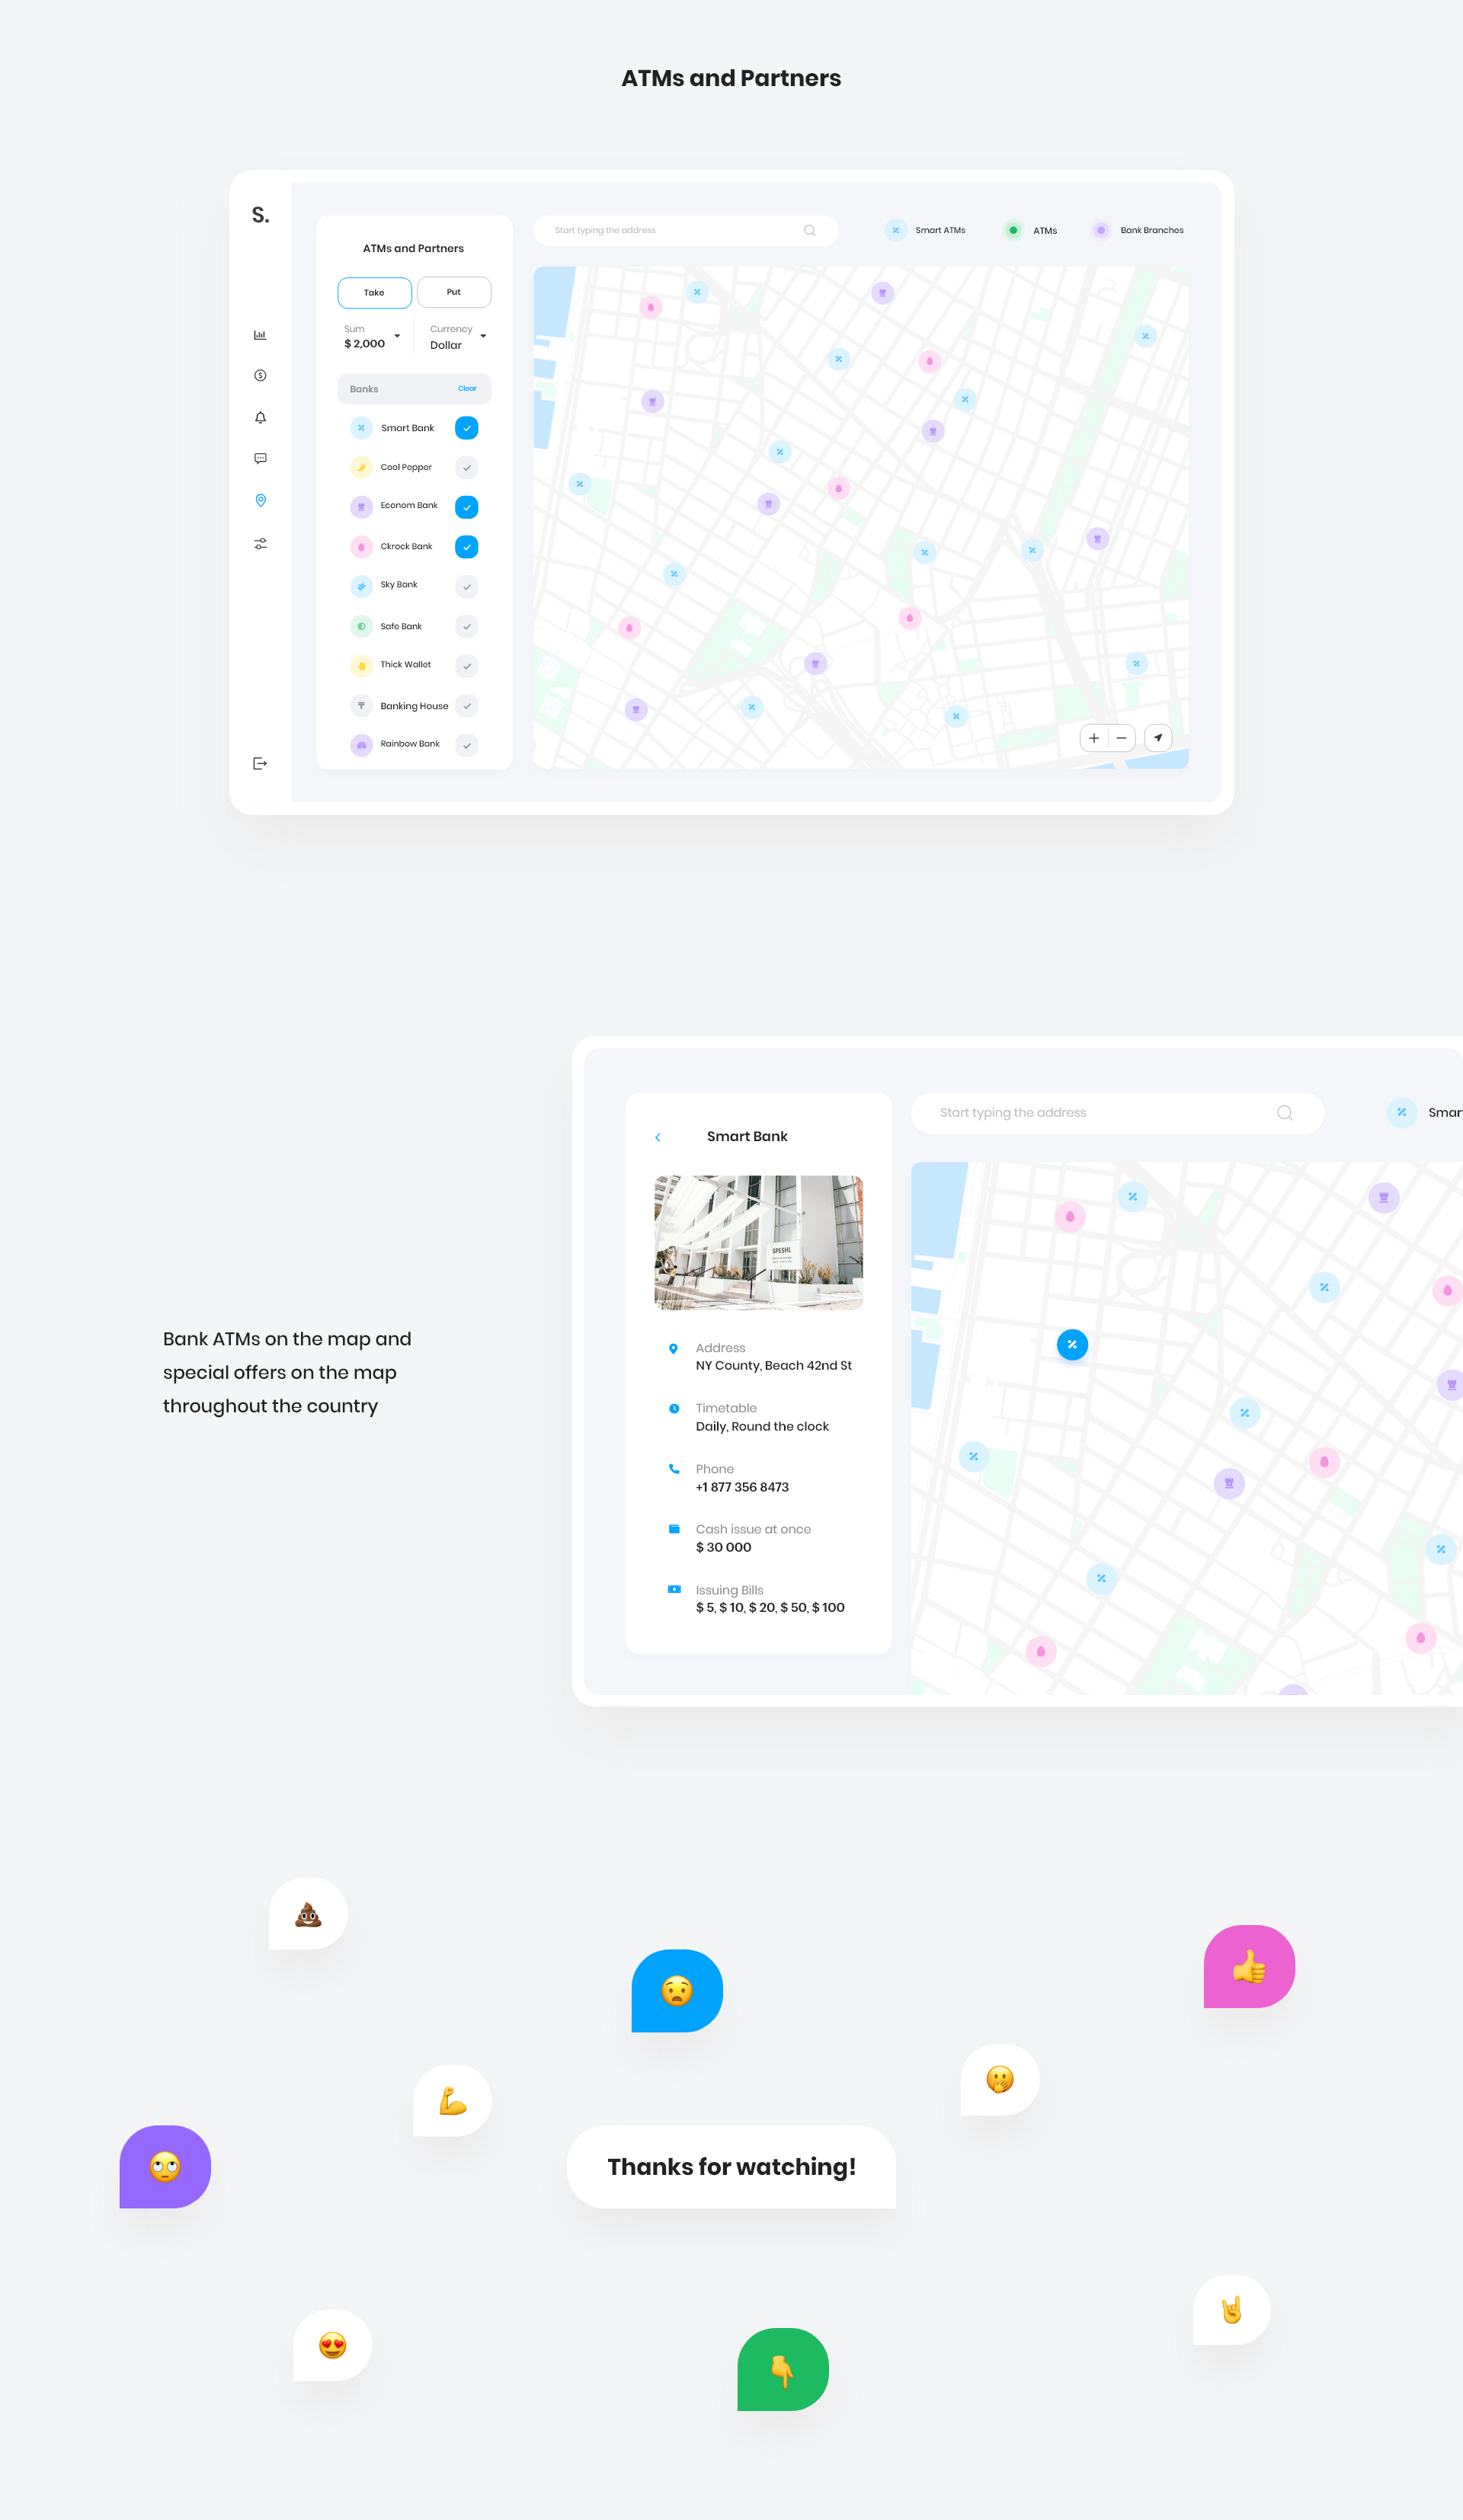 ATMs and Partners
S.
ATMs and Partners
Take
Put
Sum
$ 2,000
Currency
Dollar
Banks
Clear
Smart Bank
Cool Pepper
Econom Bank
Ckrock Bank
Sky Bank
Safe Bank
Thick Wallet
Banking House
Rainbow Bank
Start typing the address
Smart ATMs
ATMs
Bank Branches
Bank ATMs on the map and
special offers on the map
throughout the country
Smart Bank
SPESHL
Address
NY County, Beach 42nd St
Timetable
Daily, Round the clock
Phone
+1 877 356 8473
Cash issue at once
$ 30 000
Issuing Bills
$ 5, $ 10, $ 20, $ 50, $ 100
Start typing the address
Smar
Thanks for watching!